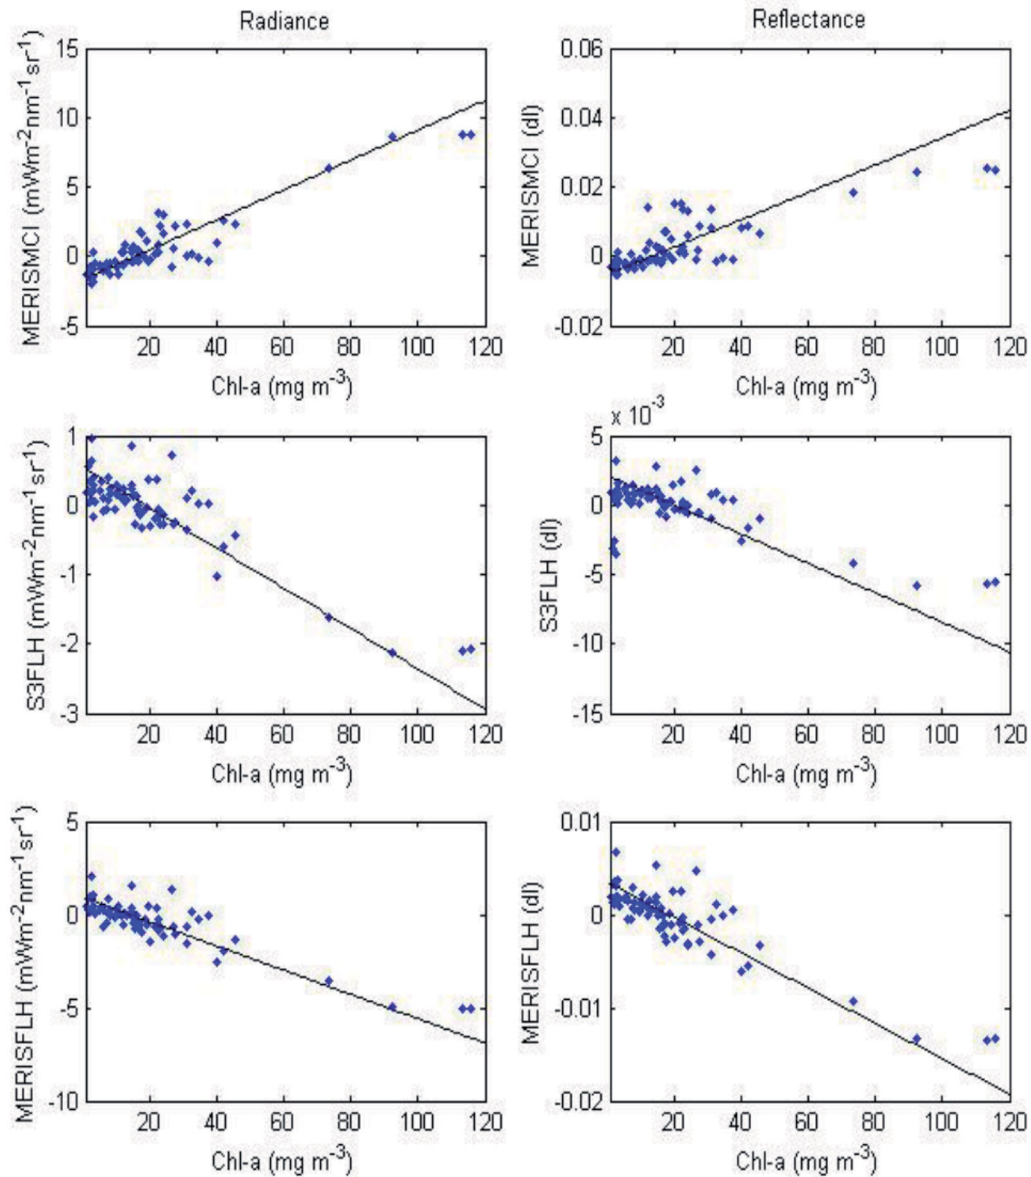 Radiance
Reflectance
MERISMCI (mWm⁻²nm⁻¹sr⁻¹)
15
10
5
0
-5
20 40 60 80 100 120
Chl-a (mg m⁻³)
MERISMCI (dl)
0.06
0.04
0.02
0
-0.02
20 40 60 80 100 120
Chl-a (mg m⁻³)
S3FLH (mWm⁻²nm⁻¹sr⁻¹)
1
0
-1
-2
-3
20 40 60 80 100 120
Chl-a (mg m⁻³)
x 10⁻³
S3FLH (dl)
5
0
-5
-10
-15
20 40 60 80 100 120
Chl-a (mg m⁻³)
MERISFLH (mWm⁻²nm⁻¹sr⁻¹)
5
0
-5
-10
20 40 60 80 100 120
Chl-a (mg m⁻³)
MERISFLH (dl)
0.01
0
-0.01
-0.02
20 40 60 80 100 120
Chl-a (mg m⁻³)